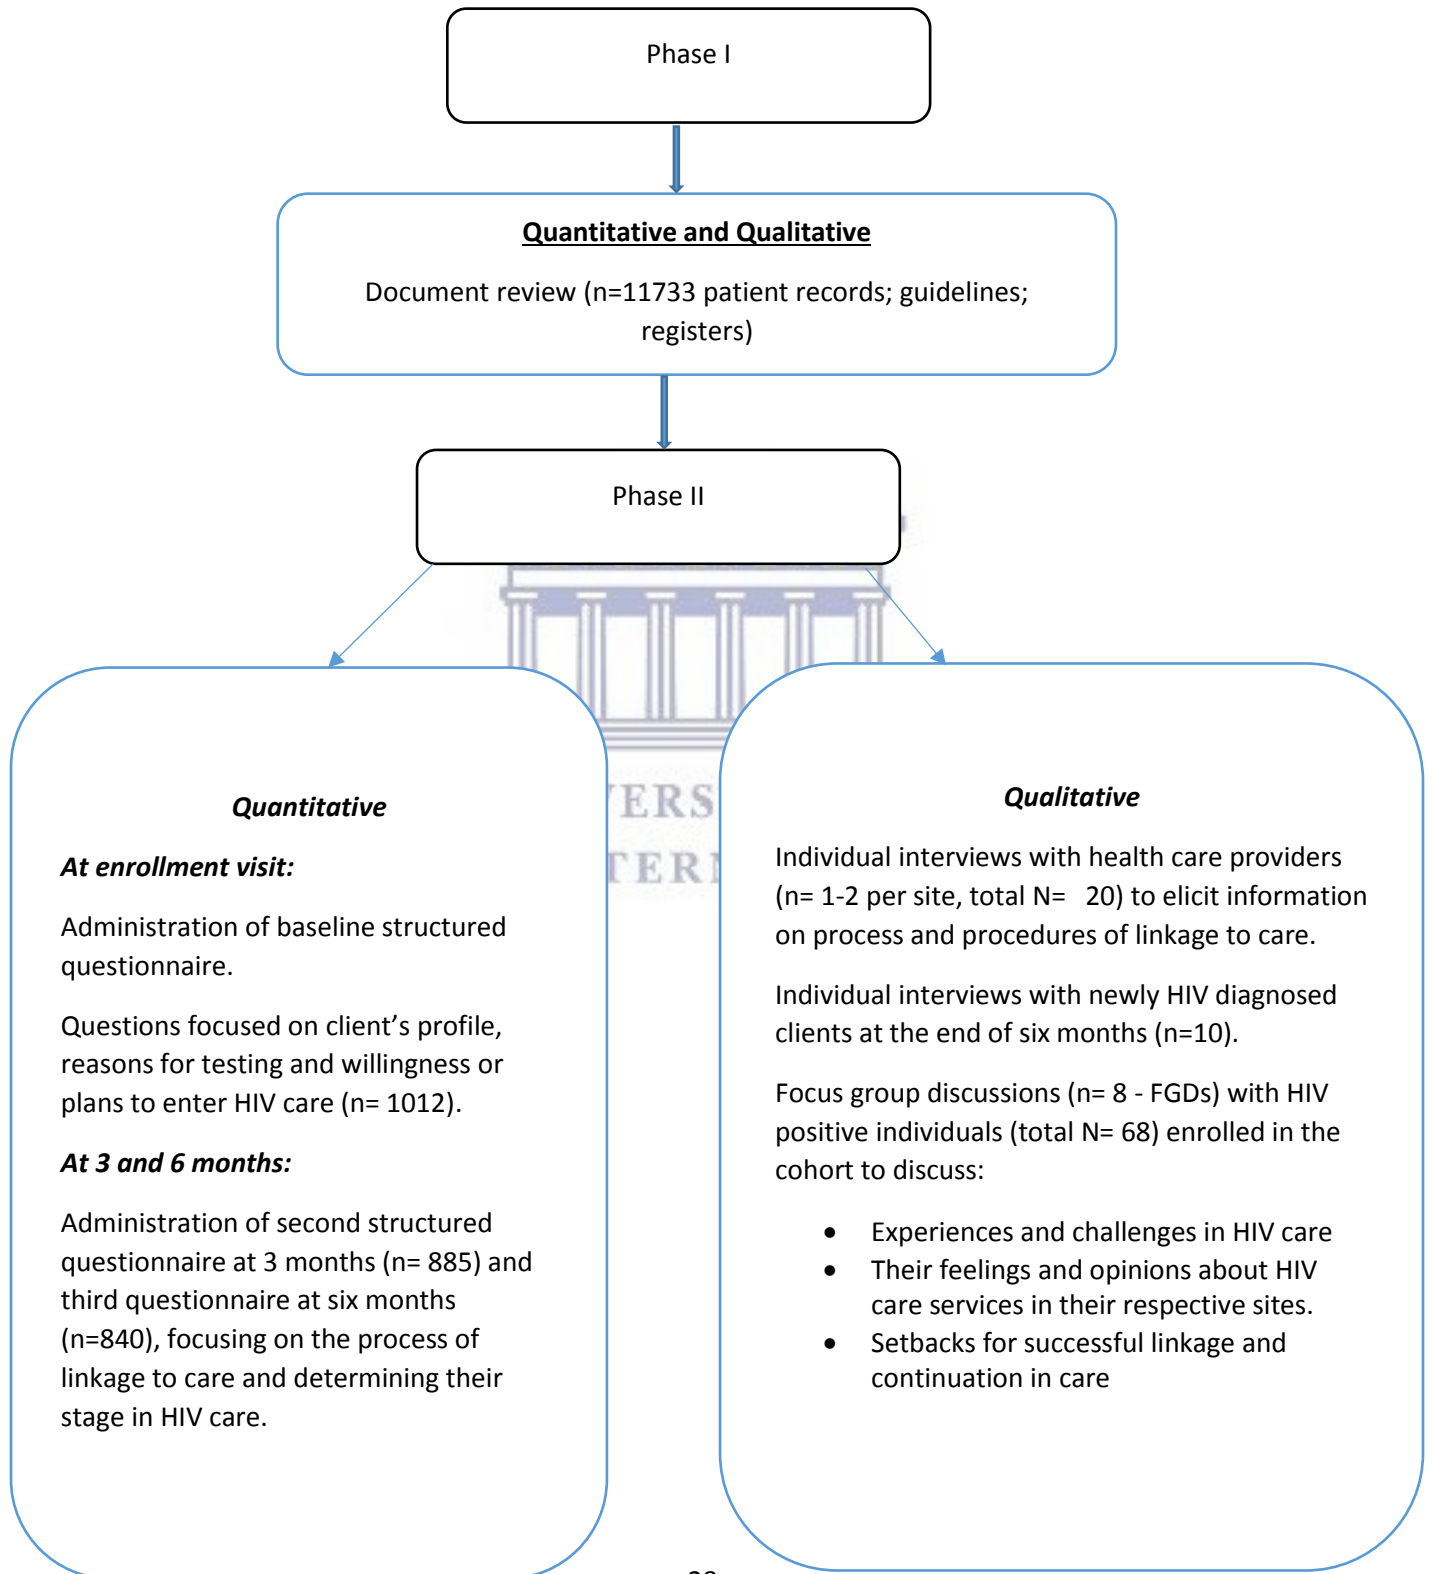 Phase I
Quantitative and Qualitative
Document review (n=11733 patient records; guidelines;
registers)
Phase II
Quantitative
At enrollment visit:
Administration of baseline structured
questionnaire.
Questions focused on client’s profile,
reasons for testing and willingness or
plans to enter HIV care (n= 1012).
At 3 and 6 months:
Administration of second structured
questionnaire at 3 months (n= 885) and
third questionnaire at six months
(n=840), focusing on the process of
linkage to care and determining their
stage in HIV care.
VERS
TERN
Qualitative
Individual interviews with health care providers
(n= 1-2 per site, total N=   20) to elicit information
on process and procedures of linkage to care.
Individual interviews with newly HIV diagnosed
clients at the end of six months (n=10).
Focus group discussions (n= 8 - FGDs) with HIV
positive individuals (total N= 68) enrolled in the
cohort to discuss:
• Experiences and challenges in HIV care
• Their feelings and opinions about HIV
care services in their respective sites.
• Setbacks for successful linkage and
continuation in care